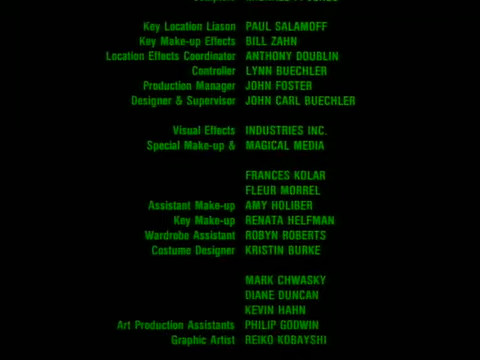 Key Location Liason PAUL SALAMOFF
Key Make-up Effects BILL ZAHN
Location Effects Coordinator ANTHONY DOUBLIN
Controller LYNN BUECHLER
Production Manager JOHN FOSTER
Designer & Supervisor JOHN CARL BUECHLER
Visual Effects INDUSTRIES INC.
Special Make-up & MAGICAL MEDIA
FRANCES KOLAR
FLEUR MORREL
Assistant Make-up AMY HOLIBER
Key Make-up RENATA HELFMAN
Wardrobe Assistant ROBYN ROBERTS
Costume Designer KRISTIN BURKE
MARK CHWASKY
DIANE DUNCAN
KEVIN HAHN
Art Production Assistants PHILIP GODWIN
Graphic Artist REIKO KOBAYSHI